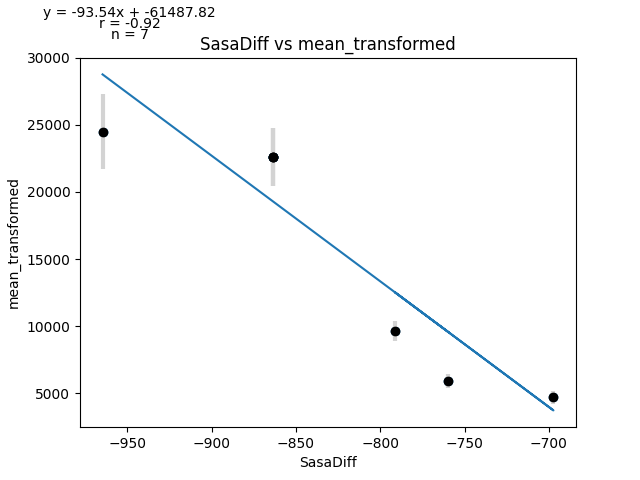 y = -93.54x + -61487.82
r = -0.92
n = 7
SasaDiff vs mean_transformed
30000
25000
20000
15000
10000
5000
mean_transformed
−950
−900
−850
−800
−750
−700
SasaDiff